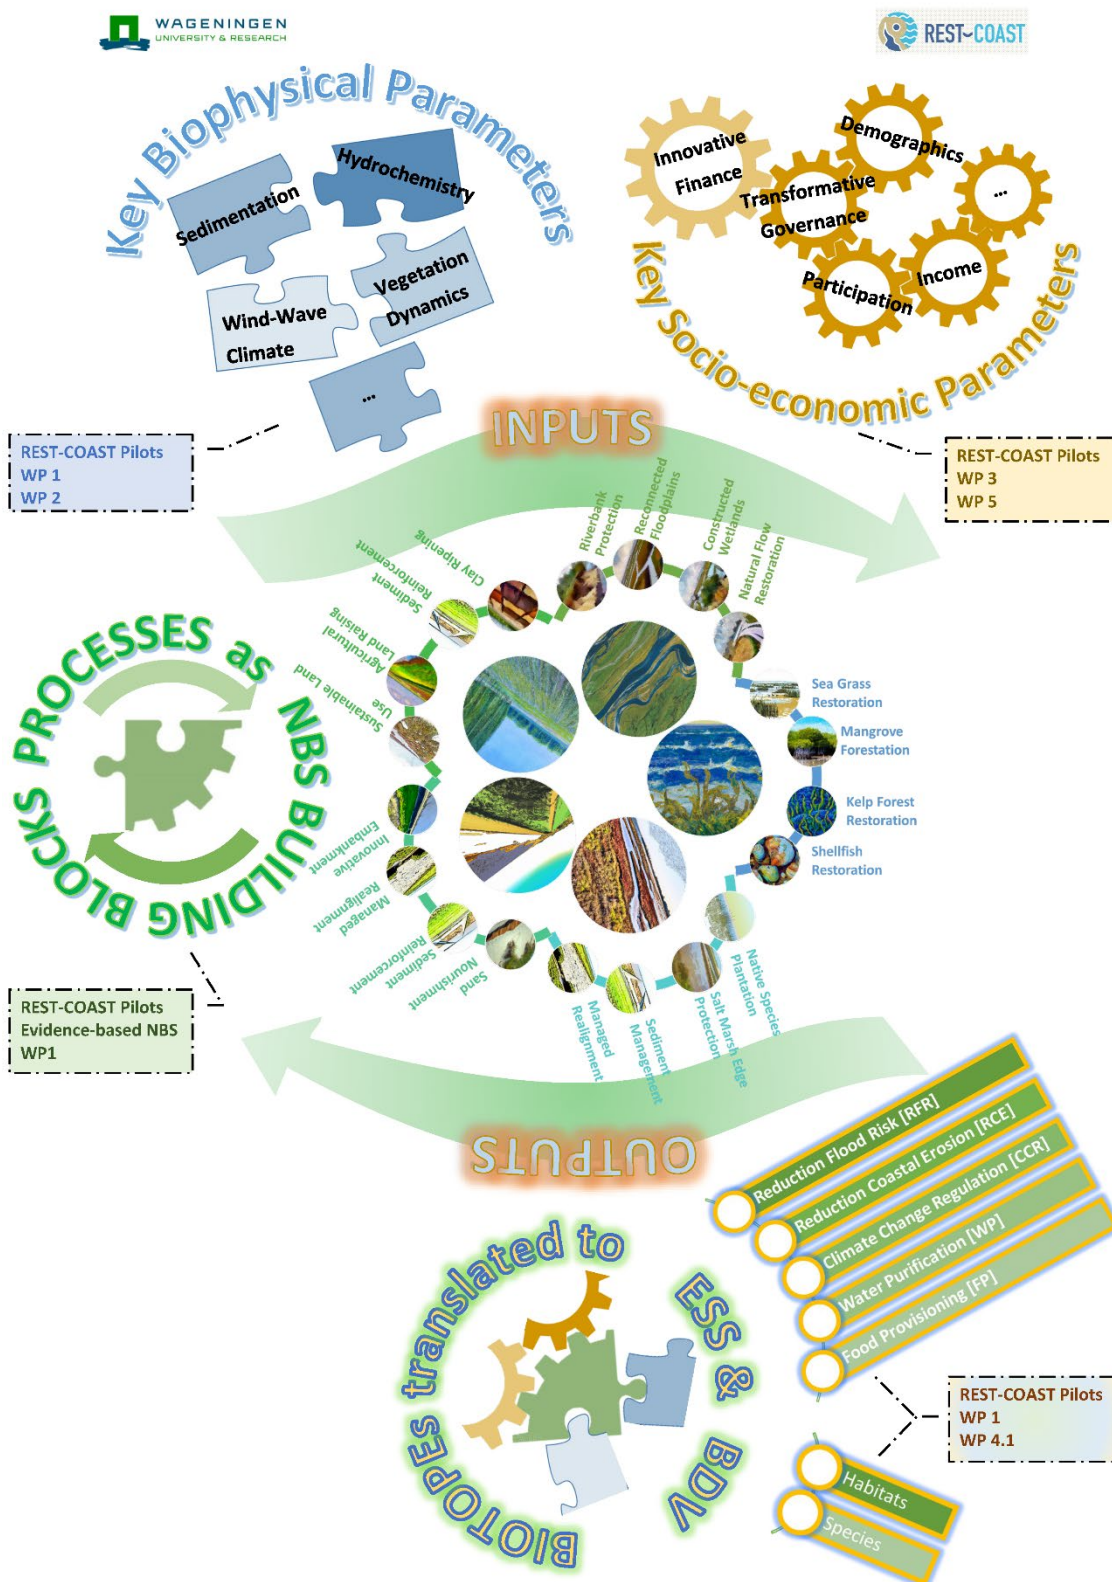 WAGENINGEN
UNIVERSITY & RESEARCH
REST-COAST
Key Biophysical Parameters
Hydrochemistry
Sedimentation
Vegetation
Dynamics
Wind-Wave
Climate
...
Innovative
Finance
Demographics
Transformative
Governance
...
Participation
Income
Key Socio-economic Parameters
INPUTS
REST-COAST Pilots
WP 1
WP 2
REST-COAST Pilots
WP 3
WP 5
PROCESSES as
NBS BUILDING
BLOCKS
REST-COAST Pilots
Evidence-based NBS
WP1
Riverbank
Protection
Reconnected
Floodplains
Constructed
Wetlands
Natural Flow
Restoration
Sea Grass
Restoration
Mangrove
Forestation
Kelp Forest
Restoration
Shellfish
Restoration
Native Species
Plantation
Salt Marsh Edge
Protection
Sediment
Management
Managed
Realignment
Sand
Nourishment
Sediment
Reinforcement
Managed
Realignment
Innovative
Embankment
Sustainable Land
Use
Agricultural
Land Raising
Sediment
Reinforcement
Clay Ripening
OUTPUTS
BIOTOPEs translated to
ESS & BDV
Reduction Flood Risk [RFR]
Reduction Coastal Erosion [RCE]
Climate Change Regulation [CCR]
Water Purification [WP]
Food Provisioning [FP]
REST-COAST Pilots
WP 1
WP 4.1
Habitats
Species